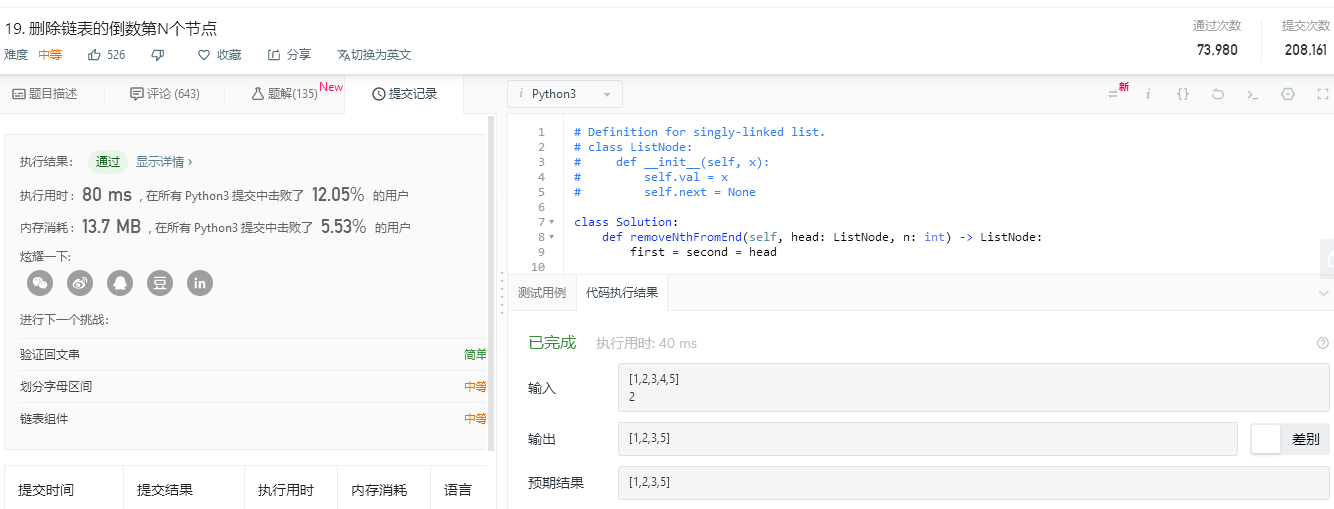 19. 删除链表的倒数第N个节点
难度 中等 526 收藏 分享 切换为英文
通过次数 提交次数
73,980 208,161
题目描述 评论 (643) 题解(135) New 提交记录
执行结果： 通过 显示详情 ›
执行用时 : 80 ms , 在所有 Python3 提交中击败了 12.05% 的用户
内存消耗 : 13.7 MB , 在所有 Python3 提交中击败了 5.53% 的用户
炫耀一下:
豆 in
进行下一个挑战：
验证回文串 简单
划分字母区间 中等
链表组件 中等
提交时间 提交结果 执行用时 内存消耗 语言
i Python3 新 i {} >_
1 # Definition for singly-linked list.
2 # class ListNode:
3 #     def __init__(self, x):
4 #         self.val = x
5 #         self.next = None
6
7 class Solution:
8     def removeNthFromEnd(self, head: ListNode, n: int) -> ListNode:
9         first = second = head
10
测试用例 代码执行结果
已完成 执行用时: 40 ms
输入 [1,2,3,4,5]
2
输出 [1,2,3,5] 差别
预期结果 [1,2,3,5]